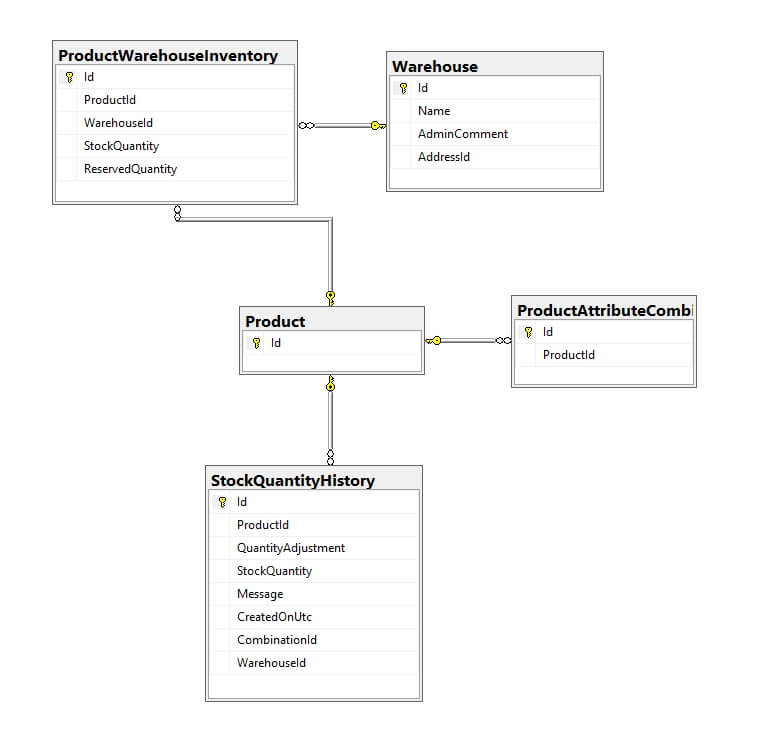 ProductWarehouseInventory
Id
ProductId
WarehouseId
StockQuantity
ReservedQuantity
Warehouse
Id
Name
AdminComment
AddressId
Product
Id
ProductAttributeCombi
Id
ProductId
StockQuantityHistory
Id
ProductId
QuantityAdjustment
StockQuantity
Message
CreatedOnUtc
CombinationId
WarehouseId